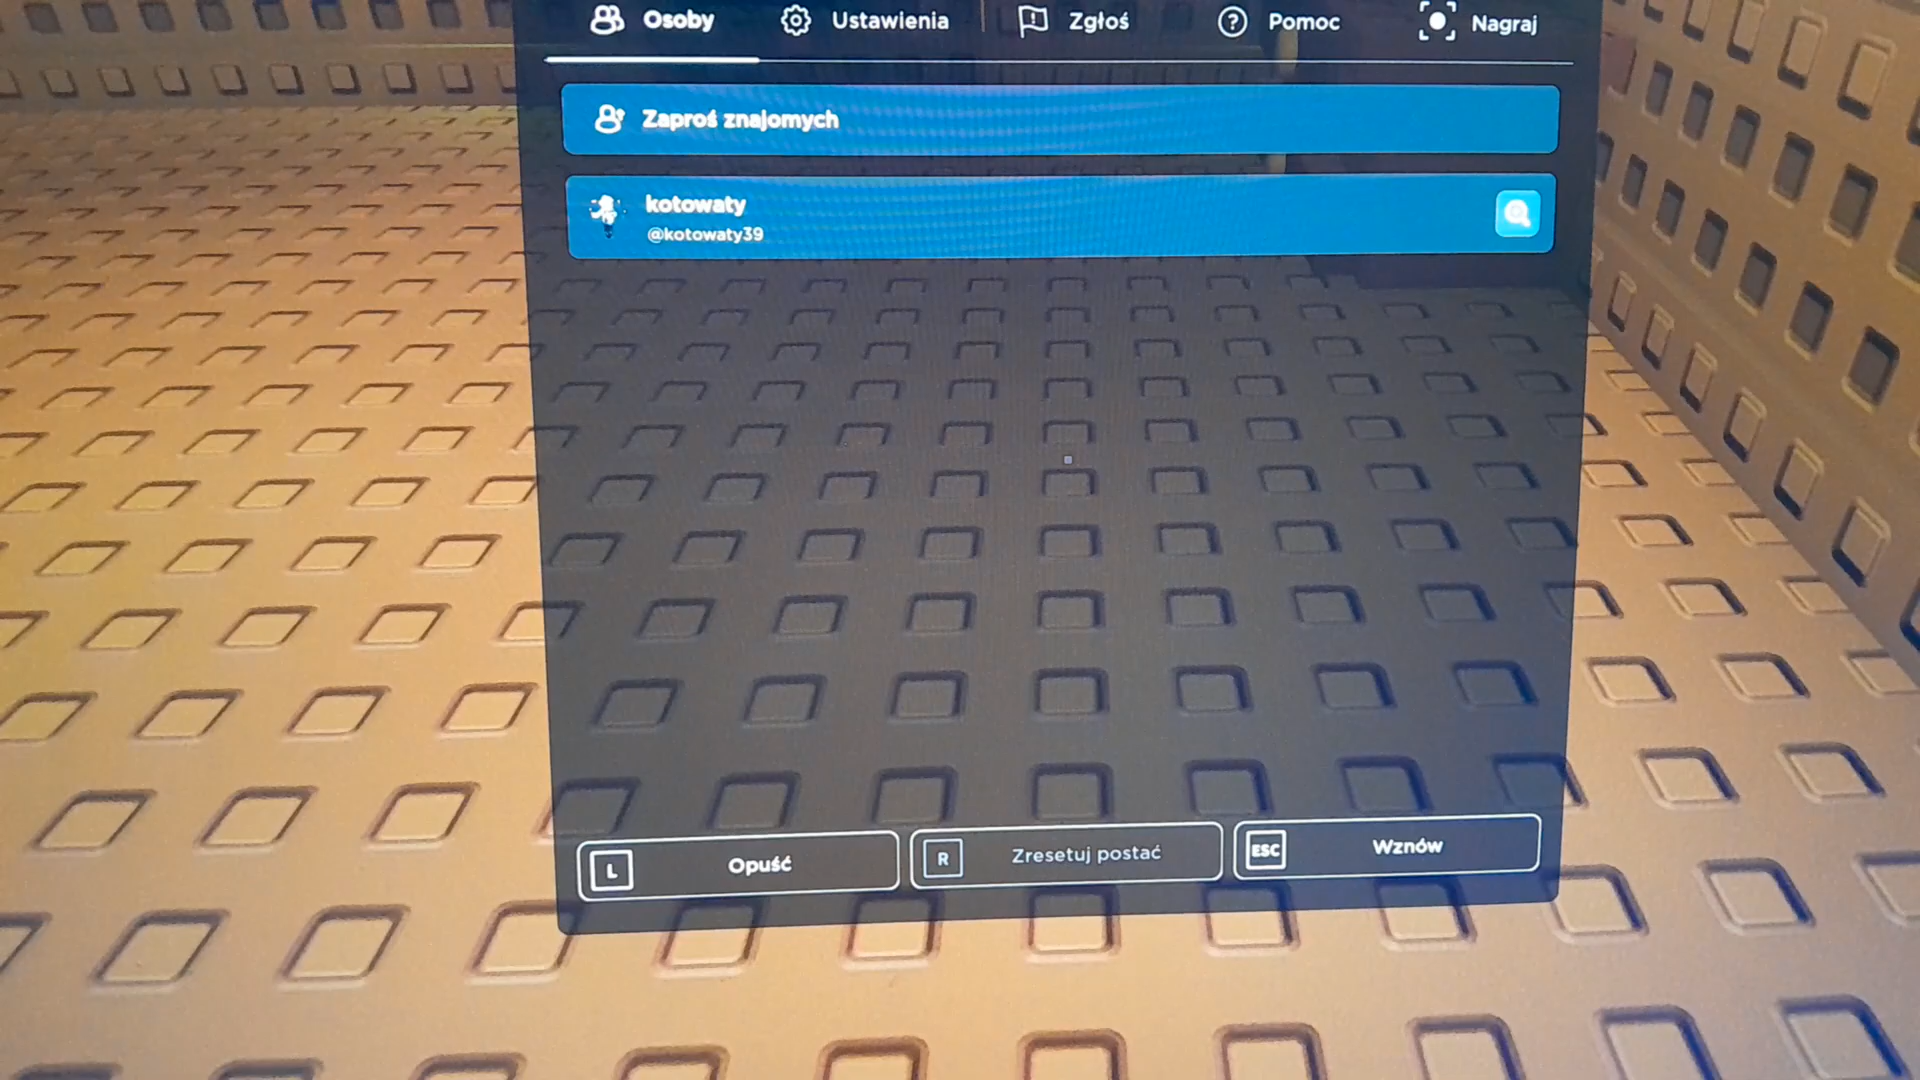 Osoby
Ustawienia
Zgłoś
Pomoc
Nagraj
Zaproś znajomych
kotowaty
@kotowaty39
L
Opuść
R
Zresetuj postać
ESC
Wznów